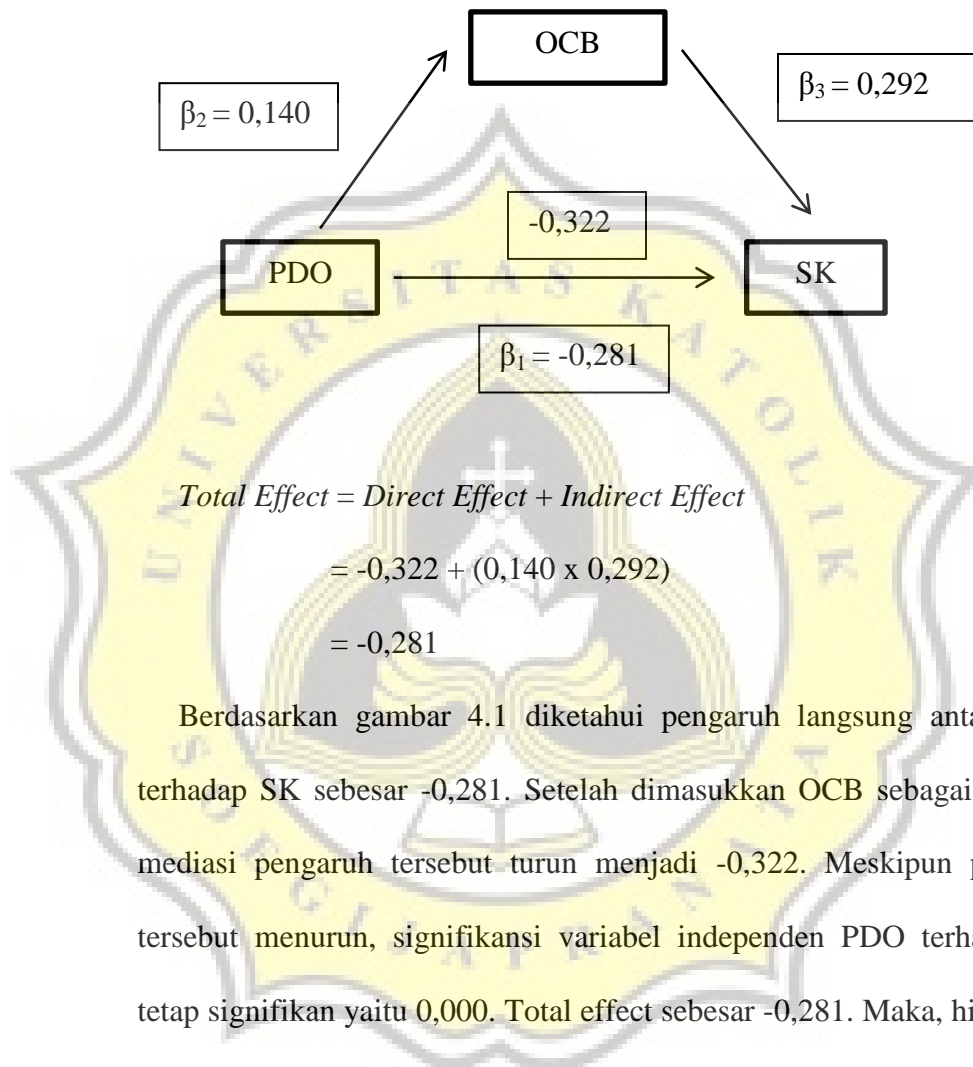 OCB
β₂ = 0,140
β₃ = 0,292
-0,322
PDO
SK
β₁ = -0,281
Total Effect = Direct Effect + Indirect Effect
= -0,322 + (0,140 x 0,292)
= -0,281
Berdasarkan gambar 4.1 diketahui pengaruh langsung
terhadap SK sebesar -0,281. Setelah dimasukkan OCB sebagai
mediasi pengaruh tersebut turun menjadi -0,322. Meskipun
tersebut menurun, signifikansi variabel independen PDO
tetap signifikan yaitu 0,000. Total effect sebesar -0,281. Maka,
UNIVERSITAS KATOLIK
SOEGIJAPRANATA